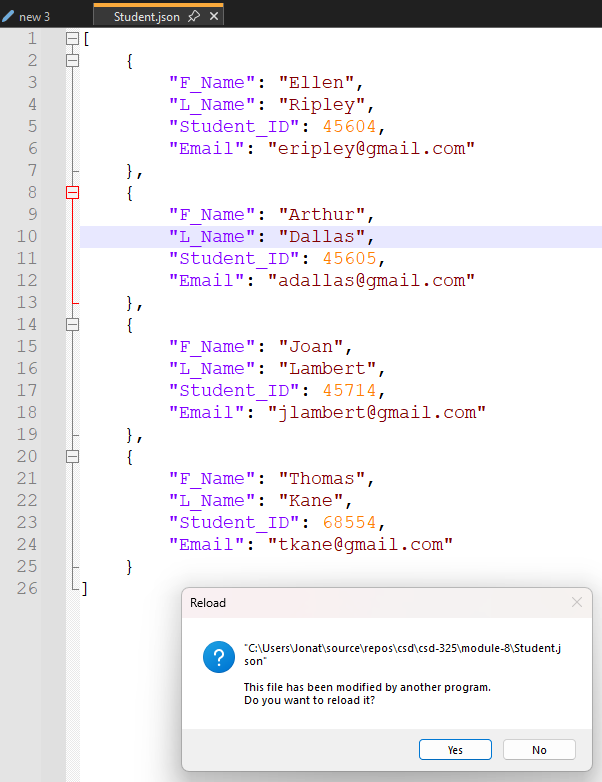 new 3 Student.json
1 [
2 {
3 "F_Name": "Ellen",
4 "L_Name": "Ripley",
5 "Student_ID": 45604,
6 "Email": "eripley@gmail.com"
7 },
8 {
9 "F_Name": "Arthur",
10 "L_Name": "Dallas",
11 "Student_ID": 45605,
12 "Email": "adallas@gmail.com"
13 },
14 {
15 "F_Name": "Joan",
16 "L_Name": "Lambert",
17 "Student_ID": 45714,
18 "Email": "jlambert@gmail.com"
19 },
20 {
21 "F_Name": "Thomas",
22 "L_Name": "Kane",
23 "Student_ID": 68554,
24 "Email": "tkane@gmail.com"
25 }
26 ]
Reload
"C:\Users\Jonat\source\repos\csd\csd-325\module-8\Student.j
son"
This file has been modified by another program.
Do you want to reload it?
Yes No